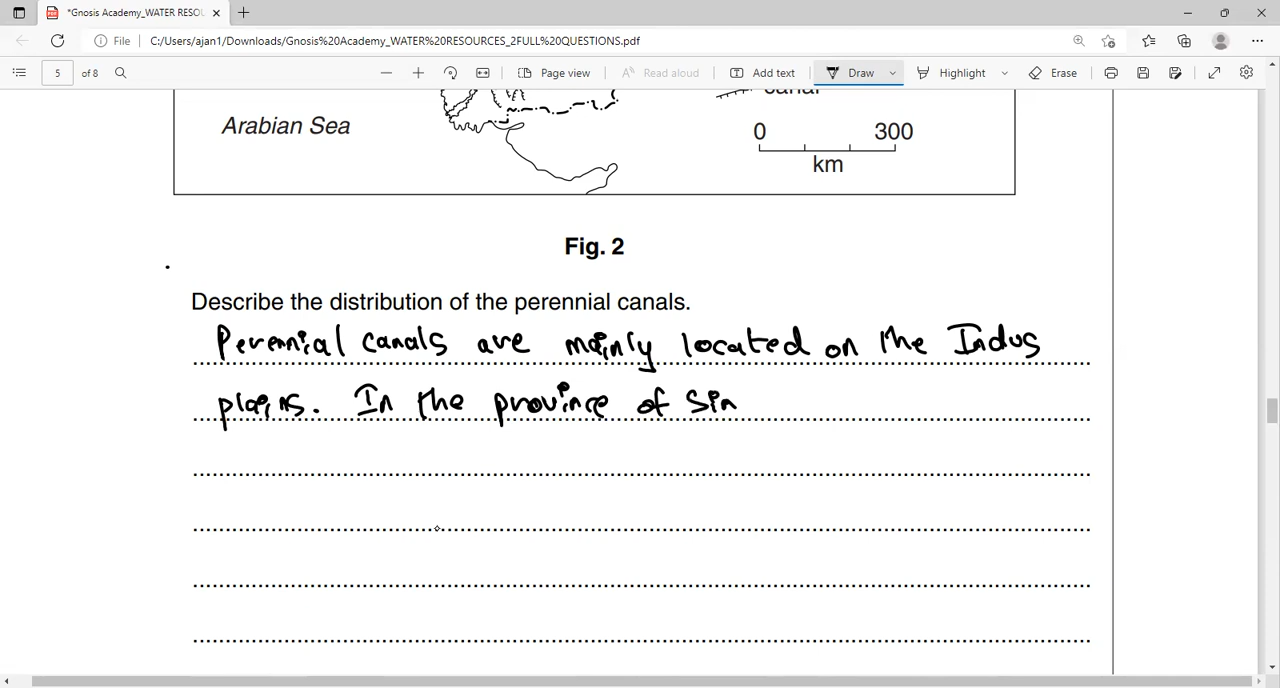 *Gnosis Academy_WATER RESOU
File C:/Users/ajan1/Downloads/Gnosis%20Academy_WATER%20RESOURCES_2FULL%20QUESTIONS.pdf
5 of 8 Page view Read aloud Add text Draw Highlight Erase
canal
Arabian Sea
0 300
km
Fig. 2
Describe the distribution of the perennial canals.
Perennial canals are mainly located on the Indus
plains. In the province of Sin